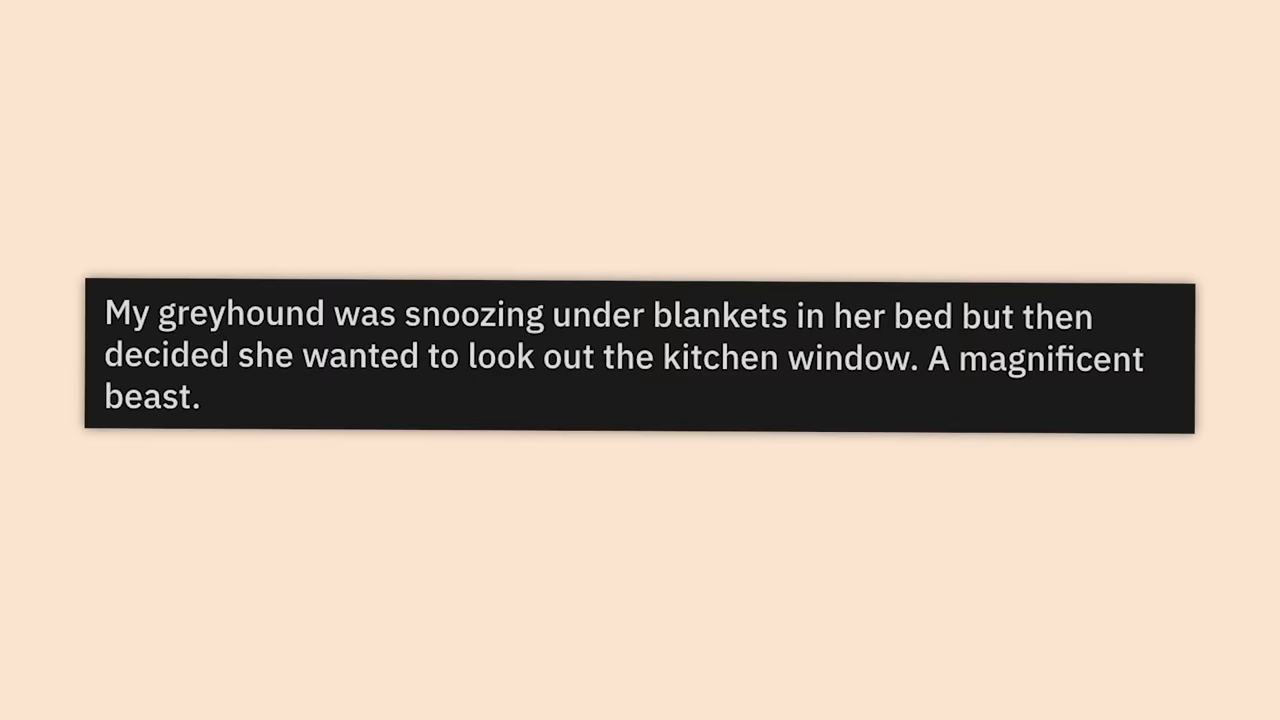 My greyhound was snoozing under blankets in her bed but then
decided she wanted to look out the kitchen window. A magnificent
beast.